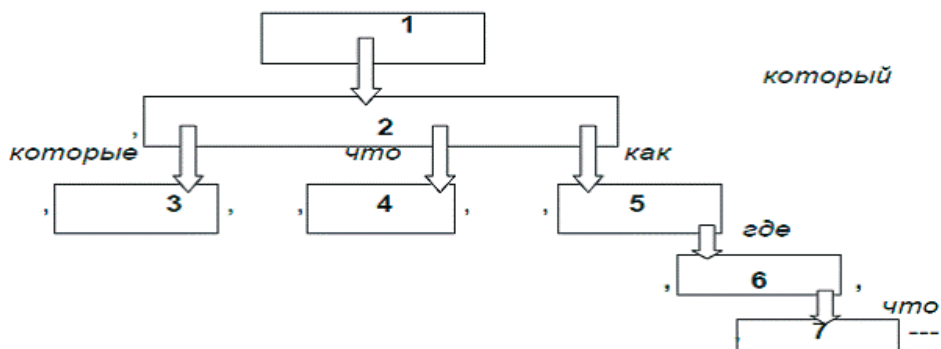 1
который
, 2
которые что как
, 3 , , 4 , , 5
где
, 6 ,
что
, 7 ---